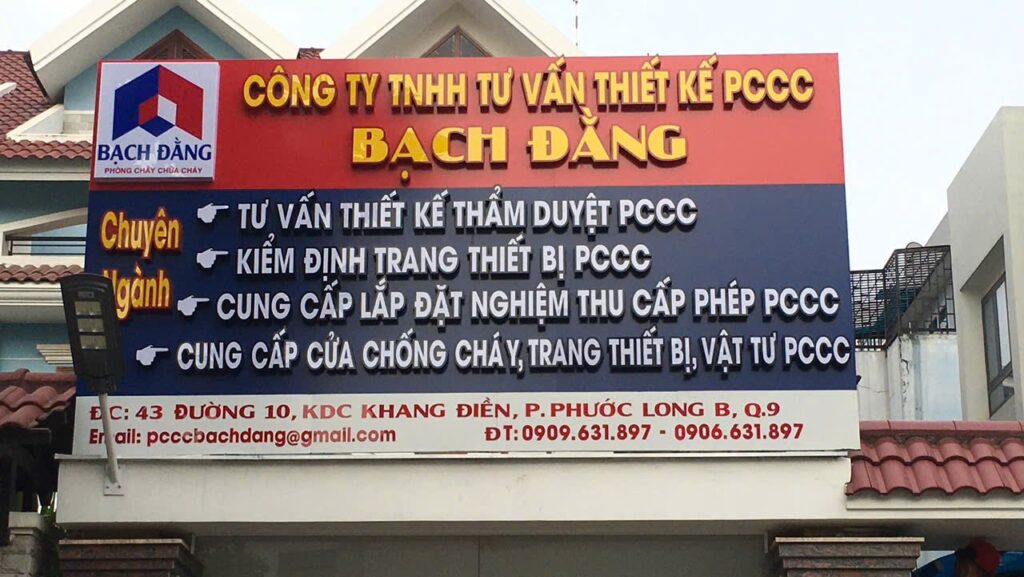 CÔNG TY TNHH TƯ VẤN THIẾT KẾ PCCC
BẠCH ĐẰNG
BẠCH ĐẰNG
PHÒNG CHÁY CHỮA CHÁY
Chuyên
Ngành
TƯ VẤN THIẾT KẾ THẨM DUYỆT PCCC
KIỂM ĐỊNH TRANG THIẾT BỊ PCCC
CUNG CẤP LẮP ĐẶT NGHIỆM THU CẤP PHÉP PCCC
CUNG CẤP CỬA CHỐNG CHÁY, TRANG THIẾT BỊ, VẬT TƯ PCCC
ĐC: 43 ĐƯỜNG 10, KDC KHANG ĐIỀN, P. PHƯỚC LONG B, Q.9
Email: pcccbachdang@gmail.com ĐT: 0909.631.897 - 0906.631.897